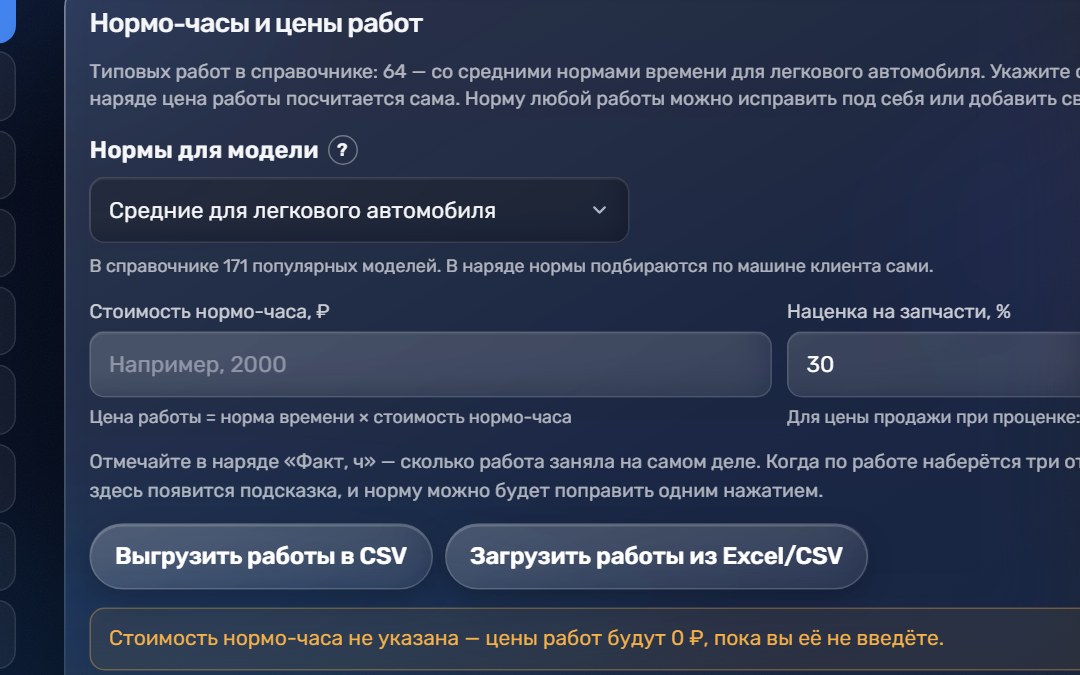 Нормо-часы и цены работ
Типовых работ в справочнике: 64 — со средними нормами времени для легкового автомобиля. Укажите
наряде цена работы посчитается сама. Норму любой работы можно исправить под себя или добавить
Нормы для модели ?
Средние для легкового автомобиля
В справочнике 171 популярных моделей. В наряде нормы подбираются по машине клиента сами.
Стоимость нормо-часа, ₽
Наценка на запчасти, %
Например, 2000
30
Цена работы = норма времени × стоимость нормо-часа
Для цены продажи при проценке:
Отмечайте в наряде «Факт, ч» — сколько работа заняла на самом деле. Когда по работе наберётся три
здесь появится подсказка, и норму можно будет поправить одним нажатием.
Выгрузить работы в CSV
Загрузить работы из Excel/CSV
Стоимость нормо-часа не указана — цены работ будут 0 ₽, пока вы её не введёте.